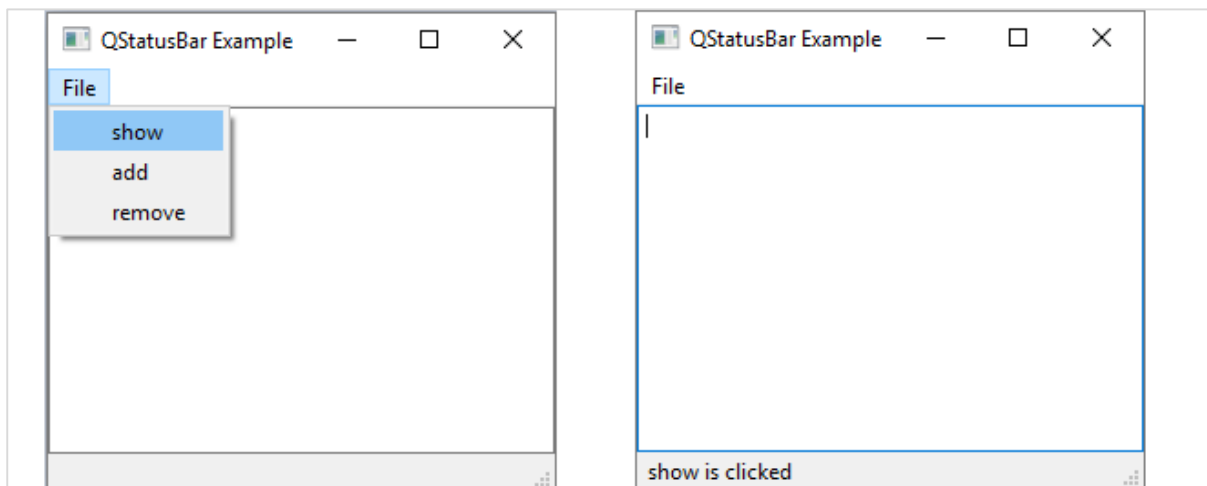 QStatusBar Example
File
show
add
remove
QStatusBar Example
File
show is clicked